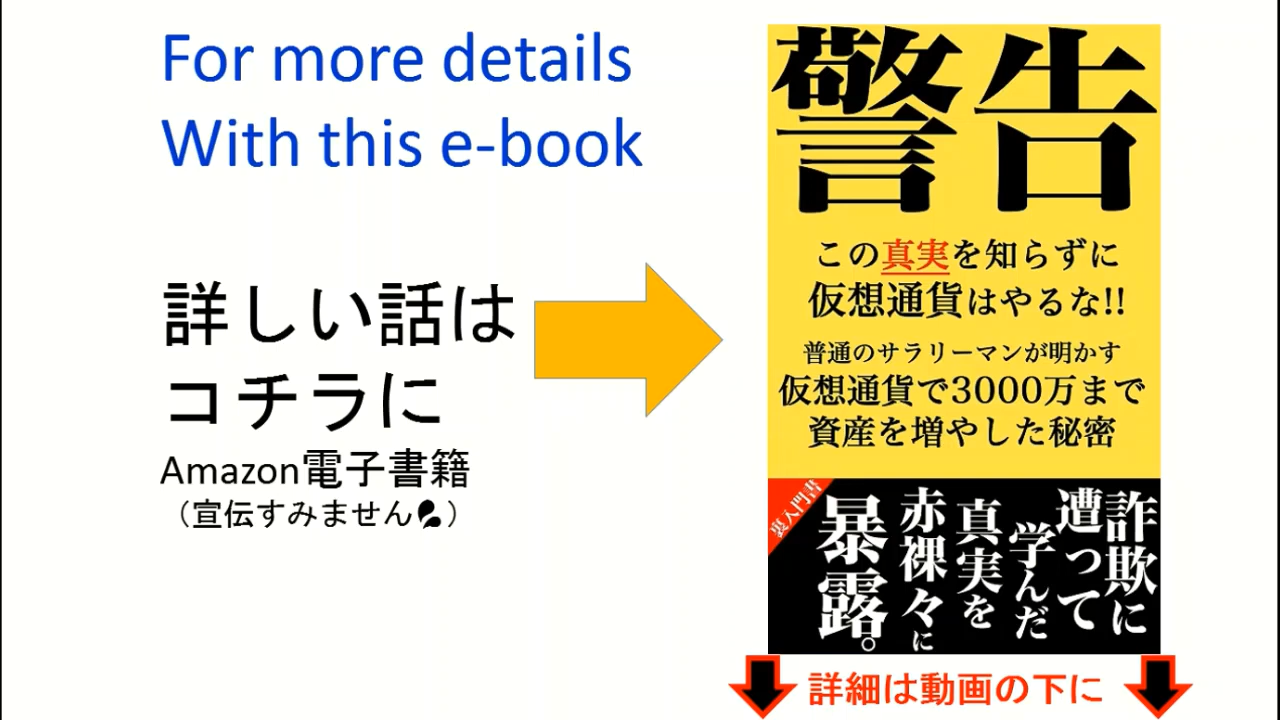 For more details
With this e-book
詳しい話は
コチラに
Amazon電子書籍
（宣伝すみません💦）
警告
この真実を知らずに
仮想通貨はやるな!!
普通のサラリーマンが明かす
仮想通貨で3000万まで
資産を増やした秘密
裏入門書
詐欺に
遭って
学んだ
真実を
赤裸々に
暴露。
詳細は動画の下に